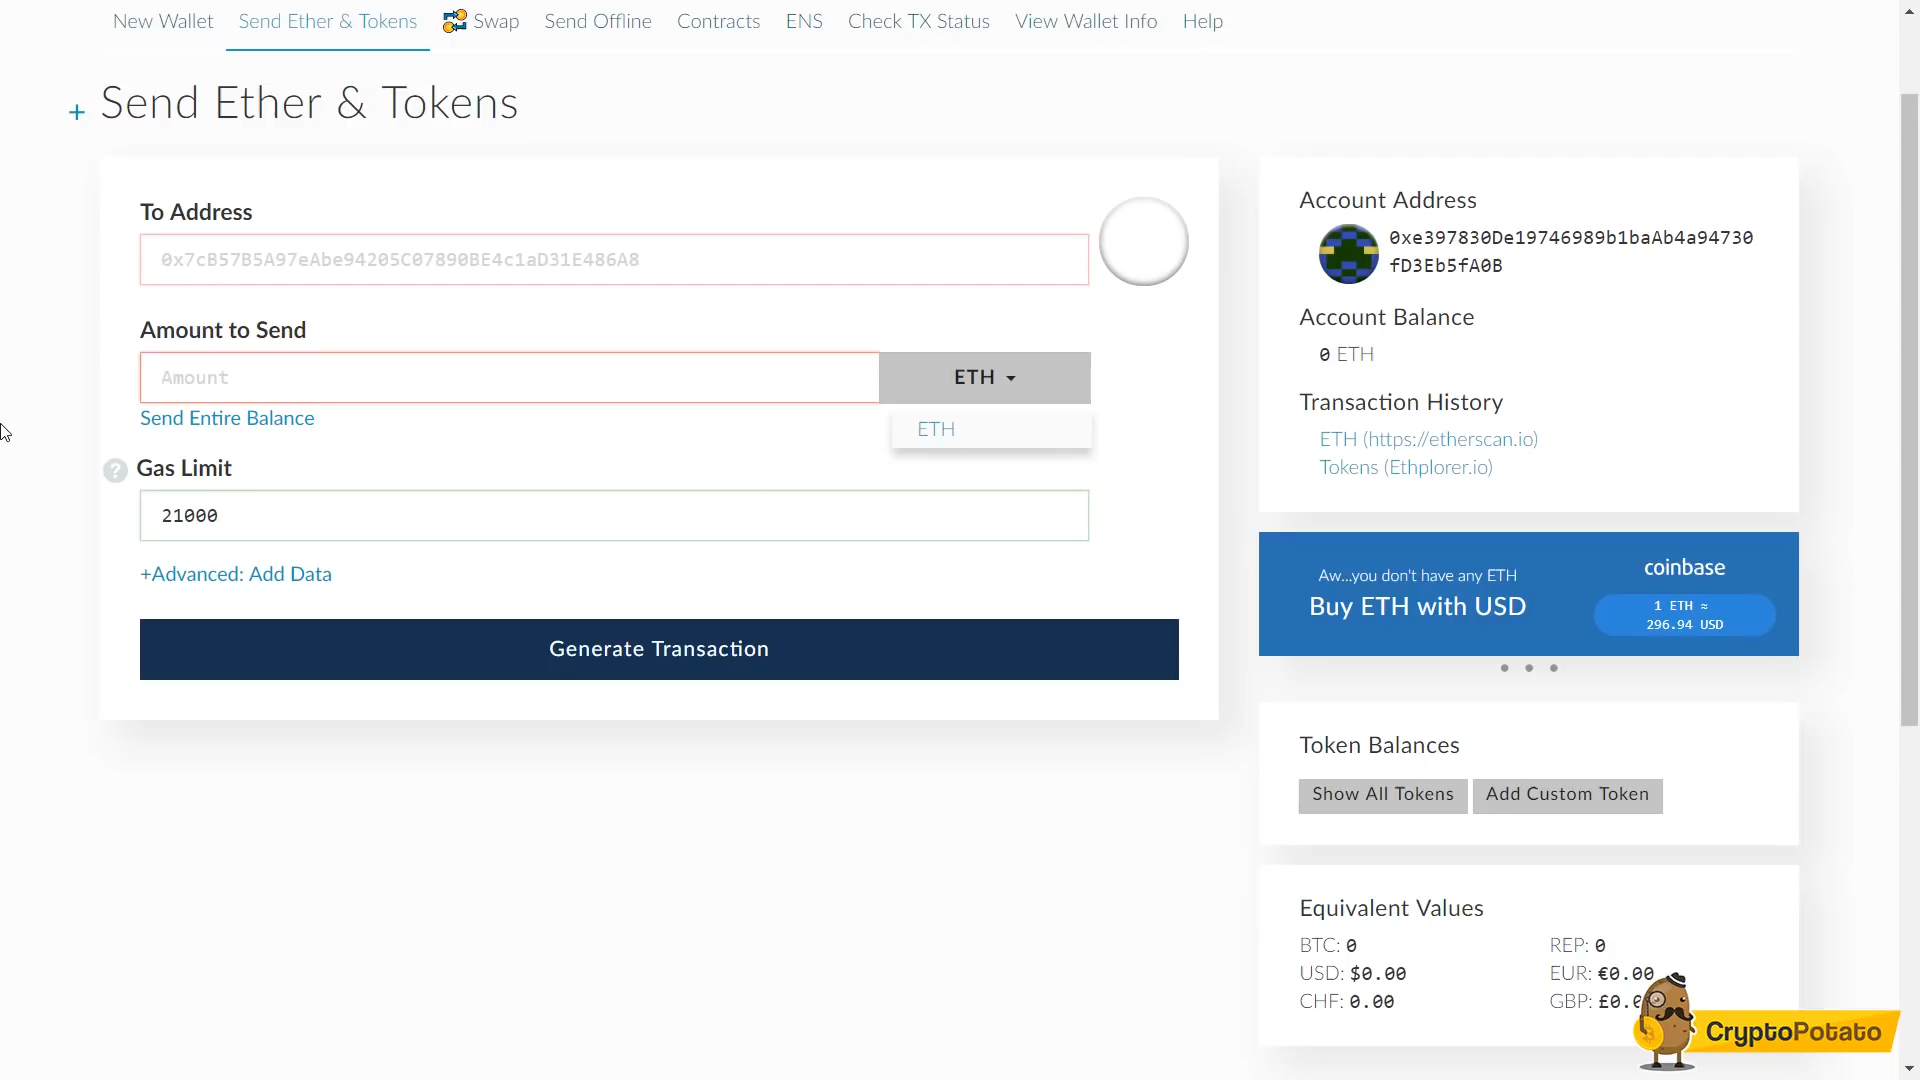 New Wallet Send Ether & Tokens Swap Send Offline Contracts ENS Check TX Status View Wallet Info Help
+ Send Ether & Tokens
To Address
0x7cB57B5A97eAbe94205C07890BE4c1aD31E486A8
Amount to Send
Amount
ETH
Send Entire Balance
ETH
? Gas Limit
21000
+Advanced: Add Data
Generate Transaction
Account Address
0xe397830De19746989b1baAb4a94730
fD3Eb5fA0B
Account Balance
0 ETH
Transaction History
ETH (https://etherscan.io)
Tokens (Ethplorer.io)
Aw...you don't have any ETH
Buy ETH with USD
coinbase
1 ETH ≈
296.94 USD
Token Balances
Show All Tokens Add Custom Token
Equivalent Values
BTC: 0 REP: 0
USD: $0.00 EUR: €0.00
CHF: 0.00 GBP: £0.0
CryptoPotato